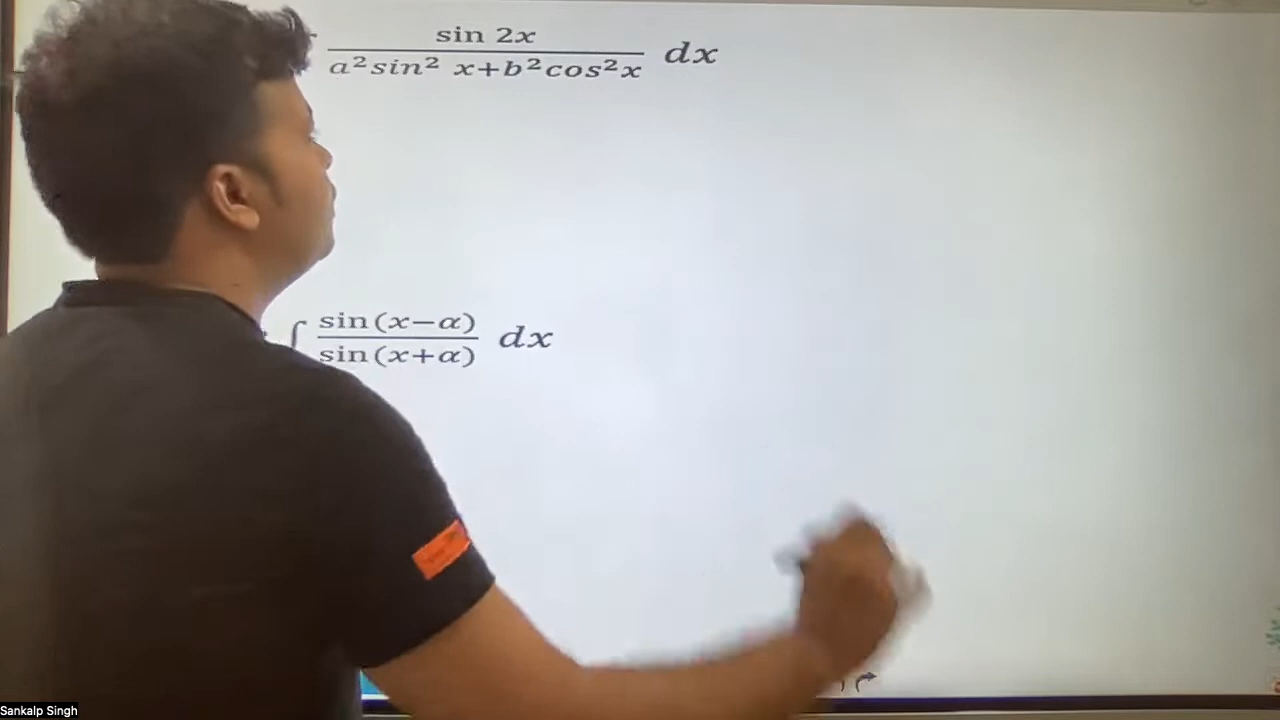 sin 2x
a²sin² x+b²cos²x dx
∫ sin(x−α)
sin(x+α) dx
Sankalp Singh